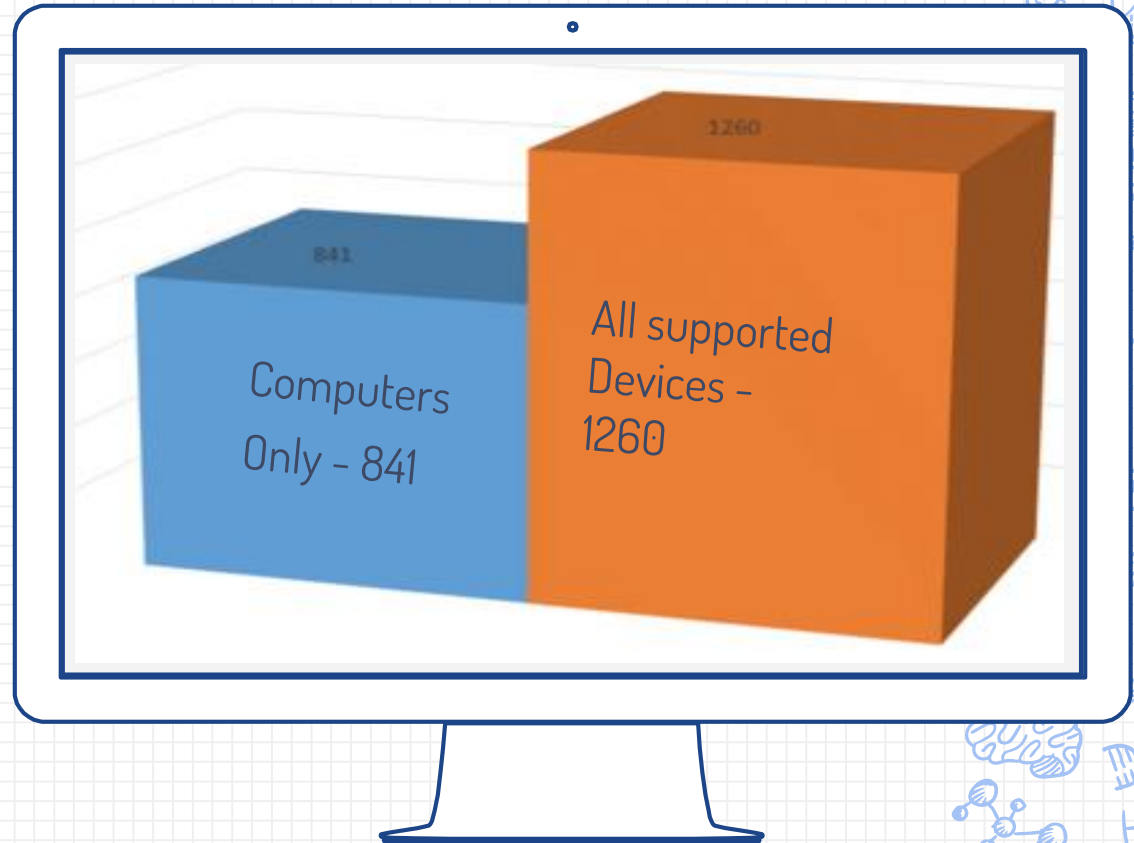 1260
841
Computers
Only - 841
All supported
Devices -
1260